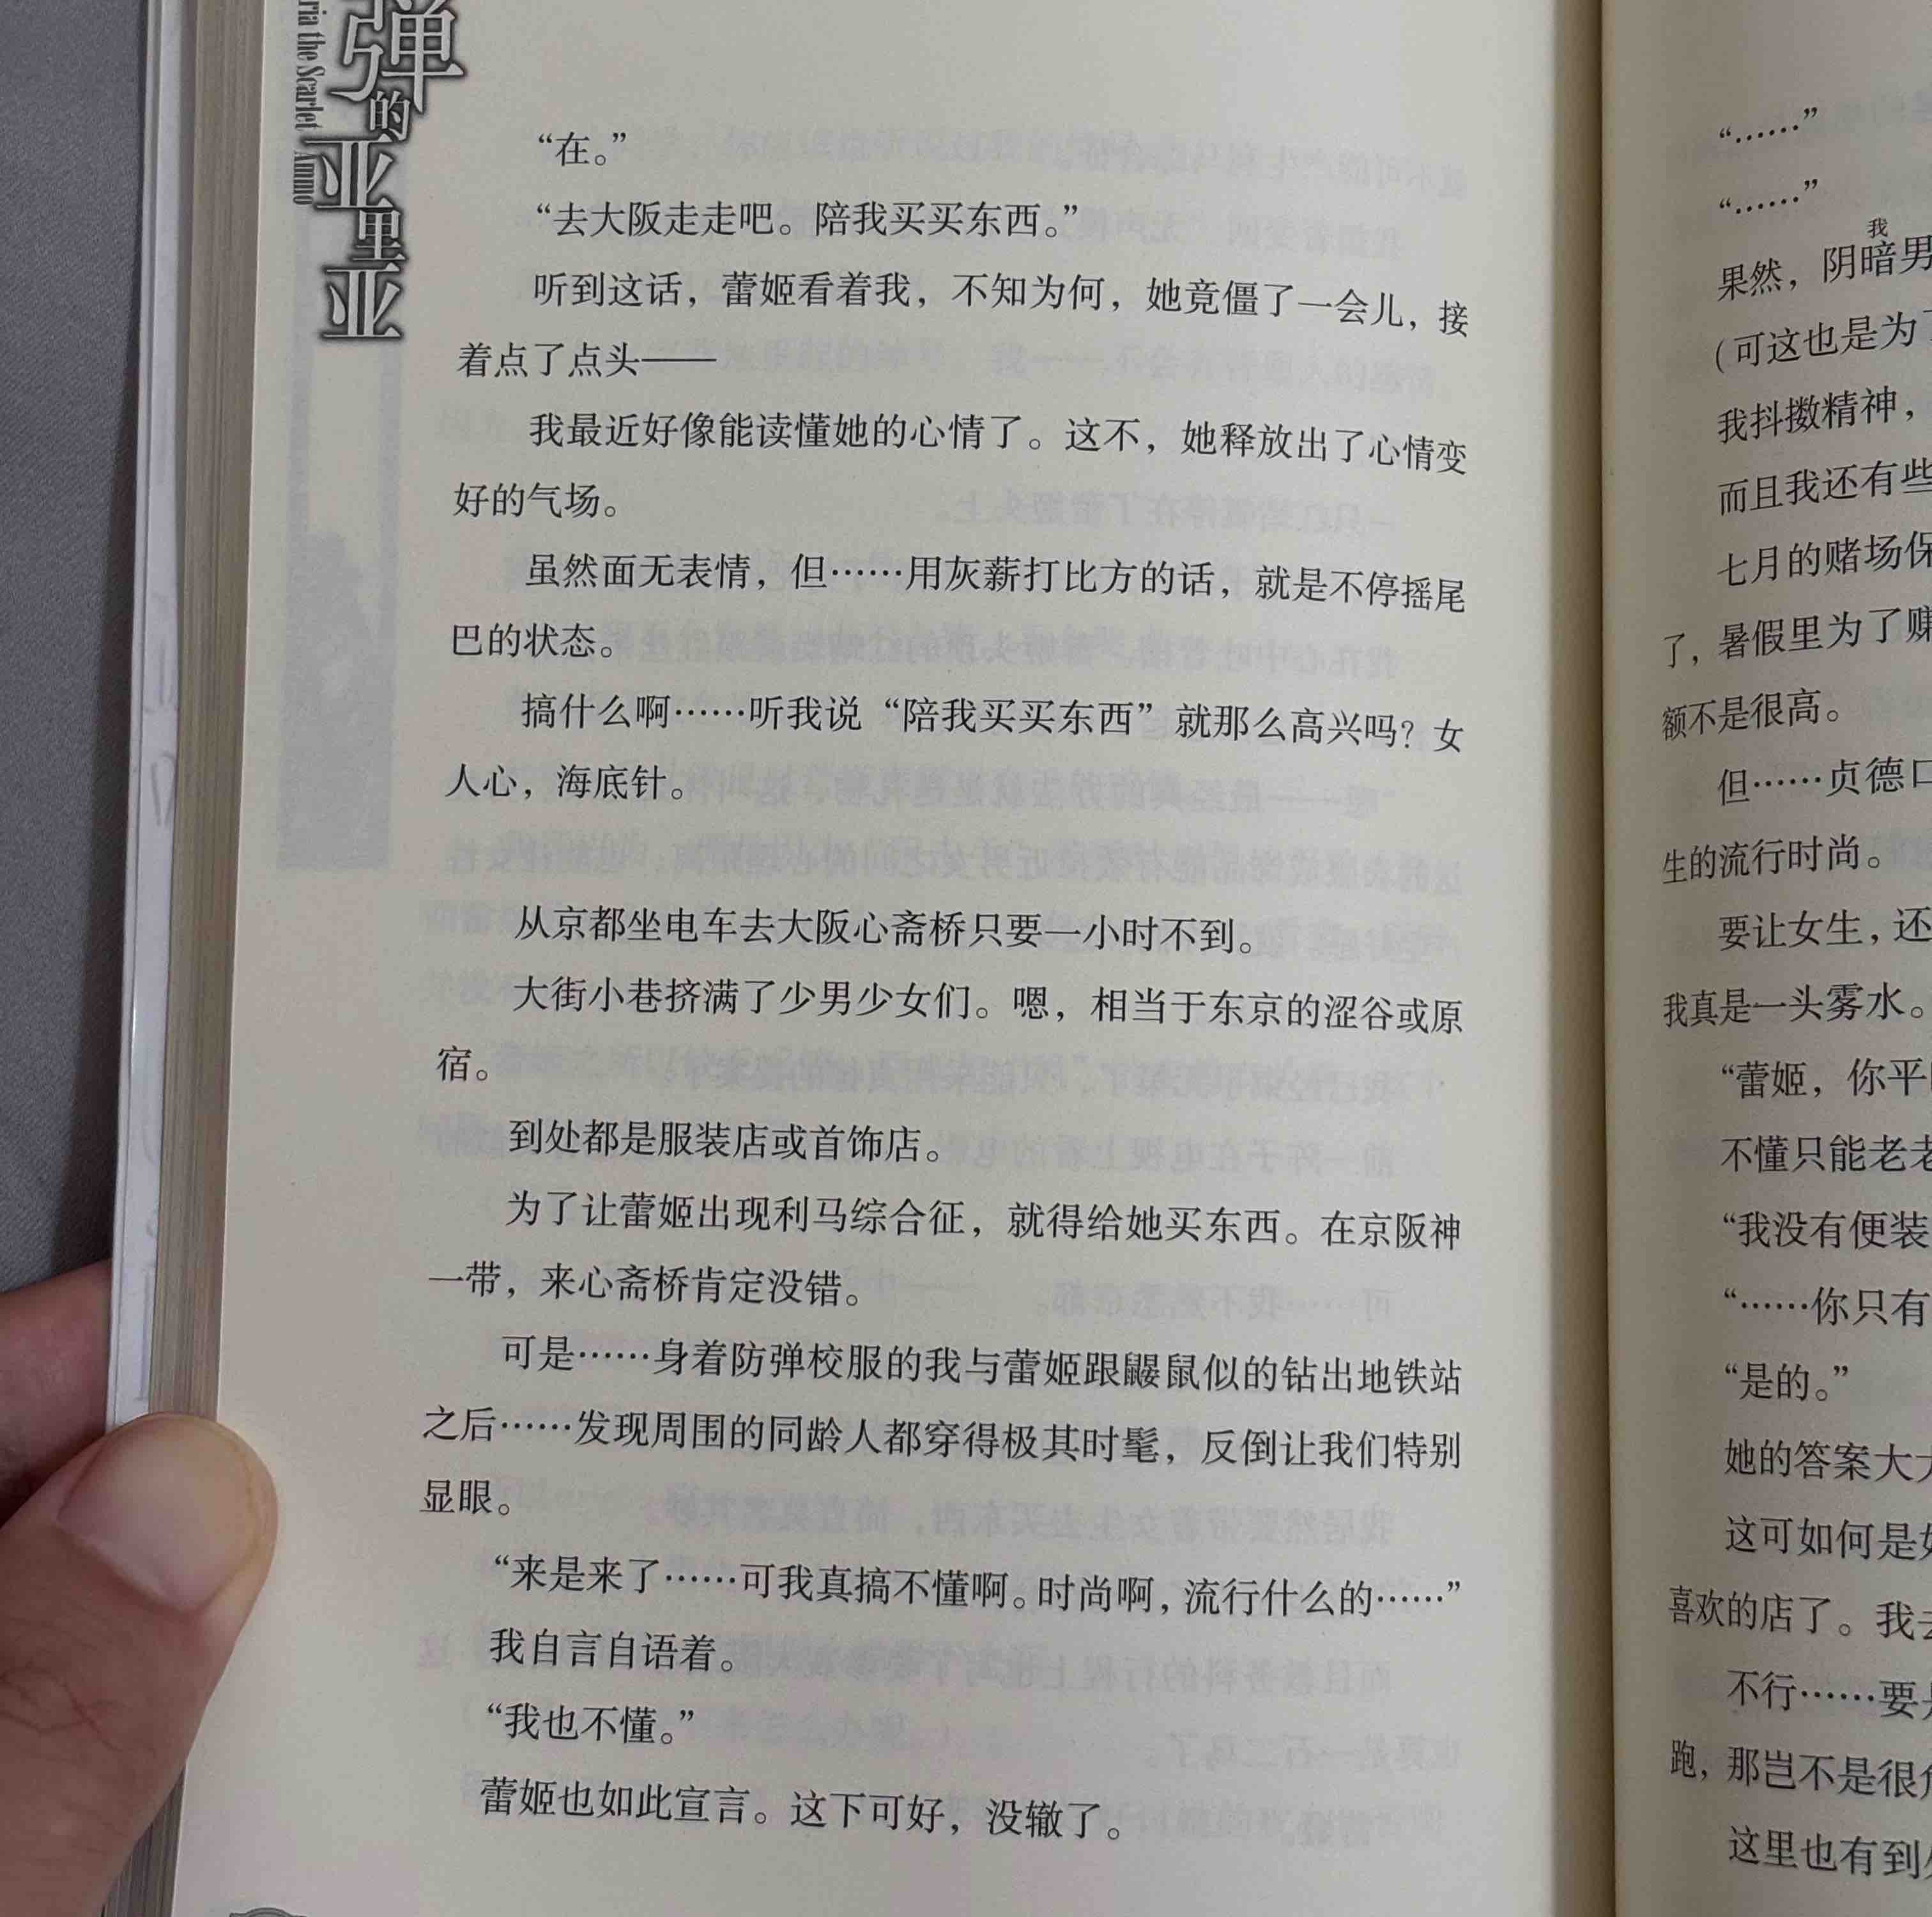 弹的亚里亚
ria the Scarlet Ammo
“在。”
“去大阪走走吧。陪我买买东西。”
听到这话，蕾姬看着我，不知为何，她竟僵了一会儿，接
着点了点头——
我最近好像能读懂她的心情了。这不，她释放出了心情变
好的气场。
虽然面无表情，但……用灰薪打比方的话，就是不停摇尾
巴的状态。
搞什么啊……听我说“陪我买买东西”就那么高兴吗？女
人心，海底针。
从京都坐电车去大阪心斋桥只要一小时不到。
大街小巷挤满了少男少女们。嗯，相当于东京的涩谷或原
宿。
到处都是服装店或首饰店。
为了让蕾姬出现利马综合征，就得给她买东西。在京阪神
一带，来心斋桥肯定没错。
可是……身着防弹校服的我与蕾姬跟鼹鼠似的钻出地铁站
之后……发现周围的同龄人都穿得极其时髦，反倒让我们特别
显眼。
“来是来了……可我真搞不懂啊。时尚啊，流行什么的……”
我自言自语着。
“我也不懂。”
蕾姬也如此宣言。这下可好，没辙了。
“……”
“……”
我
果然，阴暗男
（可这也是为了
我抖擞精神，
而且我还有些
七月的赌场保
了，暑假里为了赚
额不是很高。
但……贞德口
生的流行时尚。
要让女生，还
我真是一头雾水。
“蕾姬，你平
不懂只能老老
“我没有便装
“……你只有
“是的。”
她的答案大大
这可如何是好
喜欢的店了。我去
不行……要是
跑，那岂不是很
这里也有到